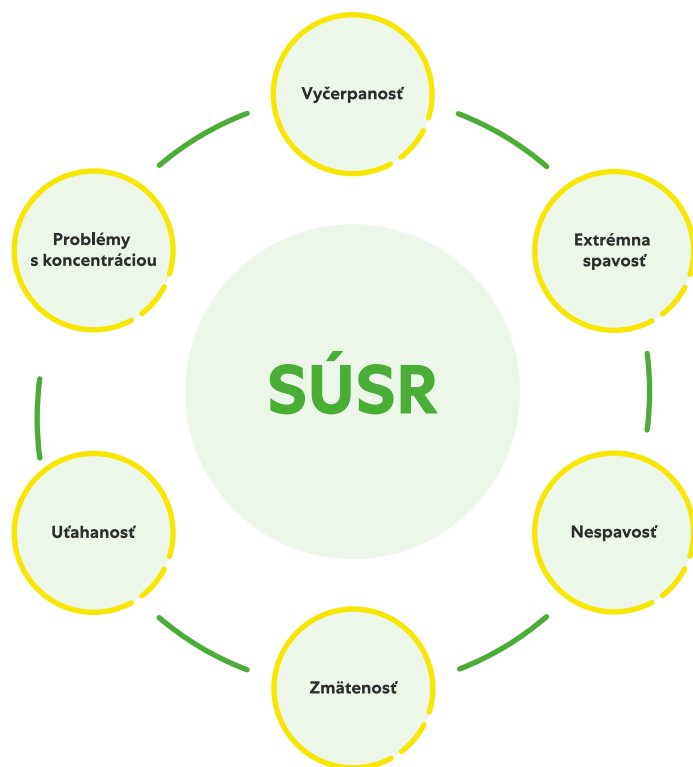 Vyčerpanosť
Problémy
s koncentráciou
Extrémna
spavosť
SÚSR
Uťahanosť
Nespavosť
Zmätenosť